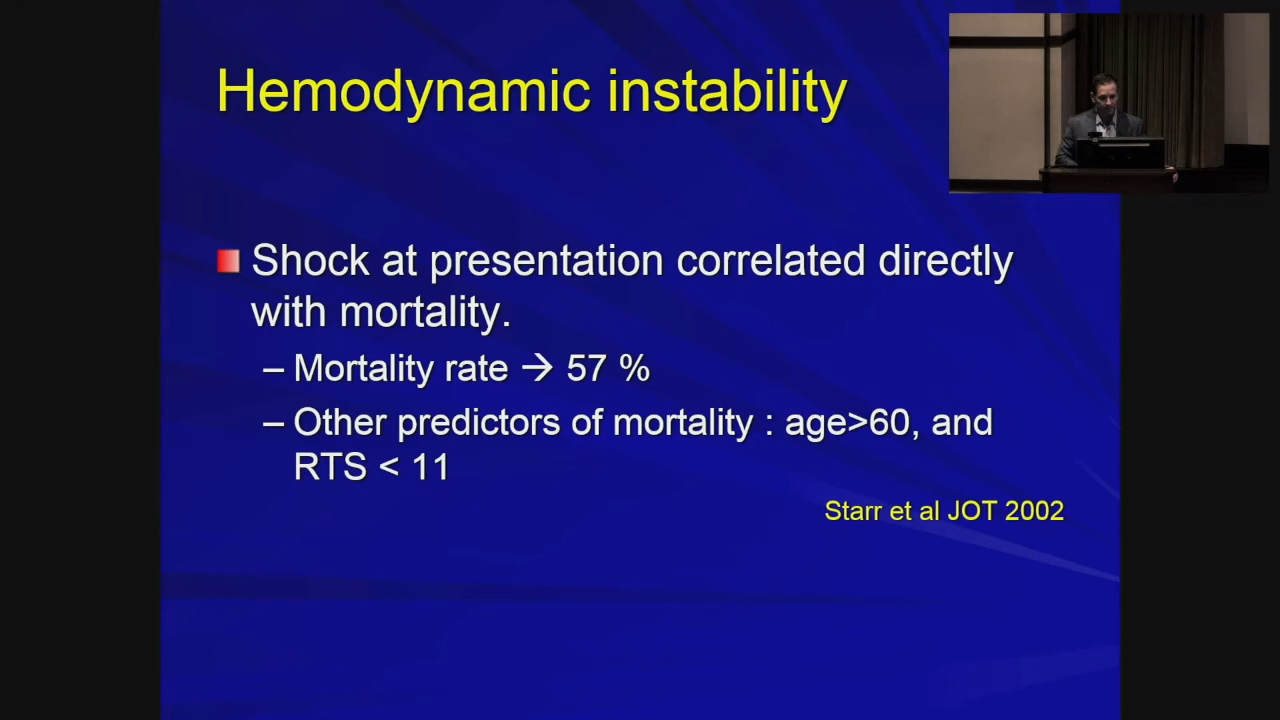 Hemodynamic instability
Shock at presentation correlated directly
with mortality.
– Mortality rate → 57 %
– Other predictors of mortality : age>60, and
RTS < 11
Starr et al JOT 2002